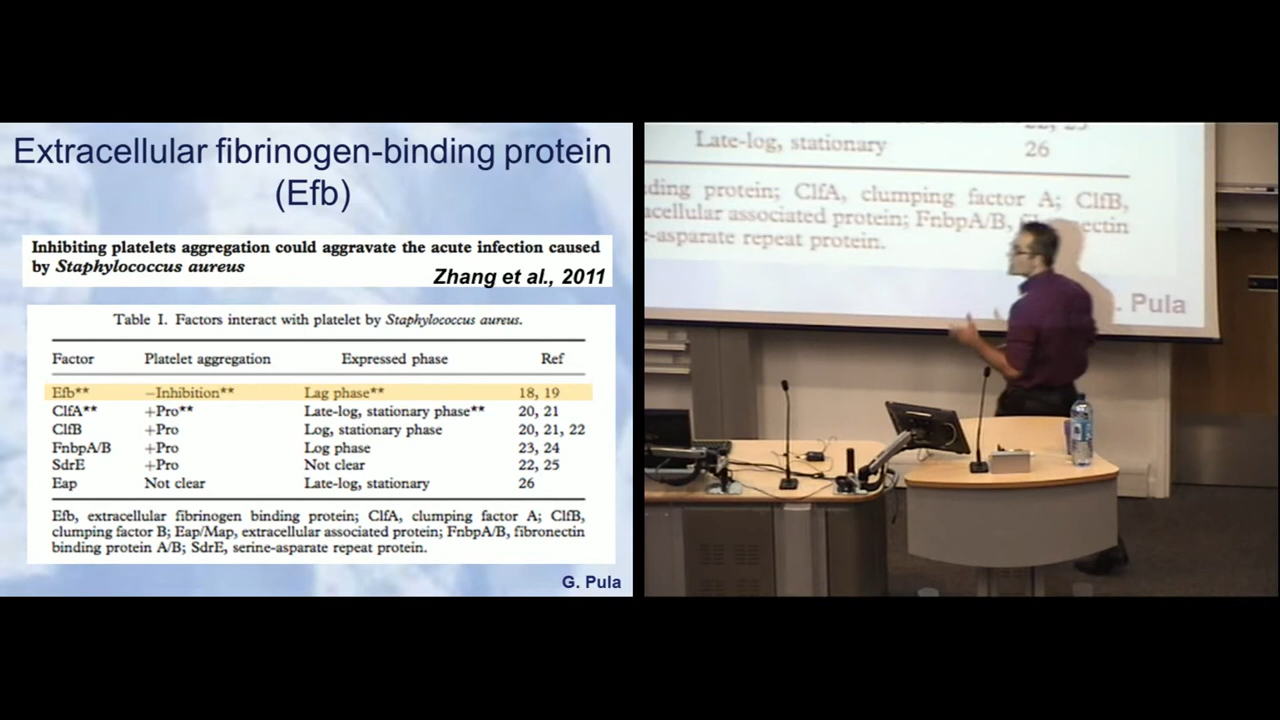 Extracellular fibrinogen-binding protein
(Efb)
Inhibiting platelets aggregation could aggravate the acute infection caused
by Staphylococcus aureus
Zhang et al., 2011
Table I. Factors interact with platelet by Staphylococcus aureus.
Factor Platelet aggregation Expressed phase Ref
Efb** −Inhibition** Lag phase** 18, 19
ClfA** +Pro** Late-log, stationary phase** 20, 21
ClfB +Pro Log, stationary phase 20, 21, 22
FnbpA/B +Pro Log phase 23, 24
SdrE +Pro Not clear 22, 25
Eap Not clear Late-log, stationary 26
Efb, extracellular fibrinogen binding protein; ClfA, clumping factor A; ClfB,
clumping factor B; Eap/Map, extracellular associated protein; FnbpA/B, fibronectin
binding protein A/B; SdrE, serine-asparate repeat protein.
G. Pula
Late-log, stationary 26
ding protein; ClfA, clumping factor A; ClfB,
acellular associated protein; FnbpA/B,
e-asparate repeat protein.
. Pula